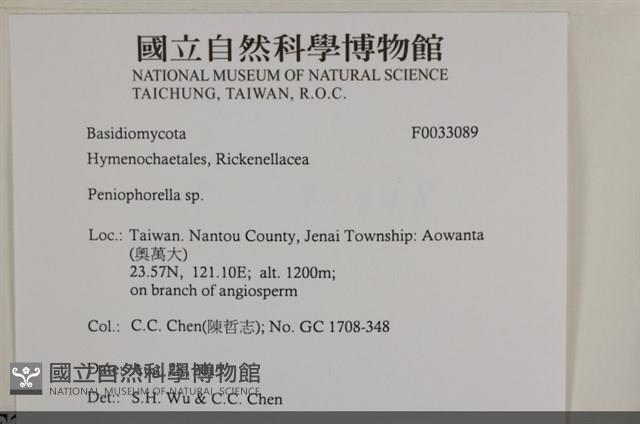 國立自然科學博物館
NATIONAL MUSEUM OF NATURAL SCIENCE
TAICHUNG, TAIWAN, R.O.C.
Basidiomycota F0033089
Hymenochaetales, Rickenellacea
Peniophorella sp.
Loc.: Taiwan. Nantou County, Jenai Township: Aowanta
(奧萬大)
23.57N, 121.10E; alt. 1200m;
on branch of angiosperm
Col.: C.C. Chen(陳哲志); No. GC 1708-348
國立自然科學博物館
NATIONAL MUSEUM OF NATURAL SCIENCE
Det.: S.H. Wu & C.C. Chen